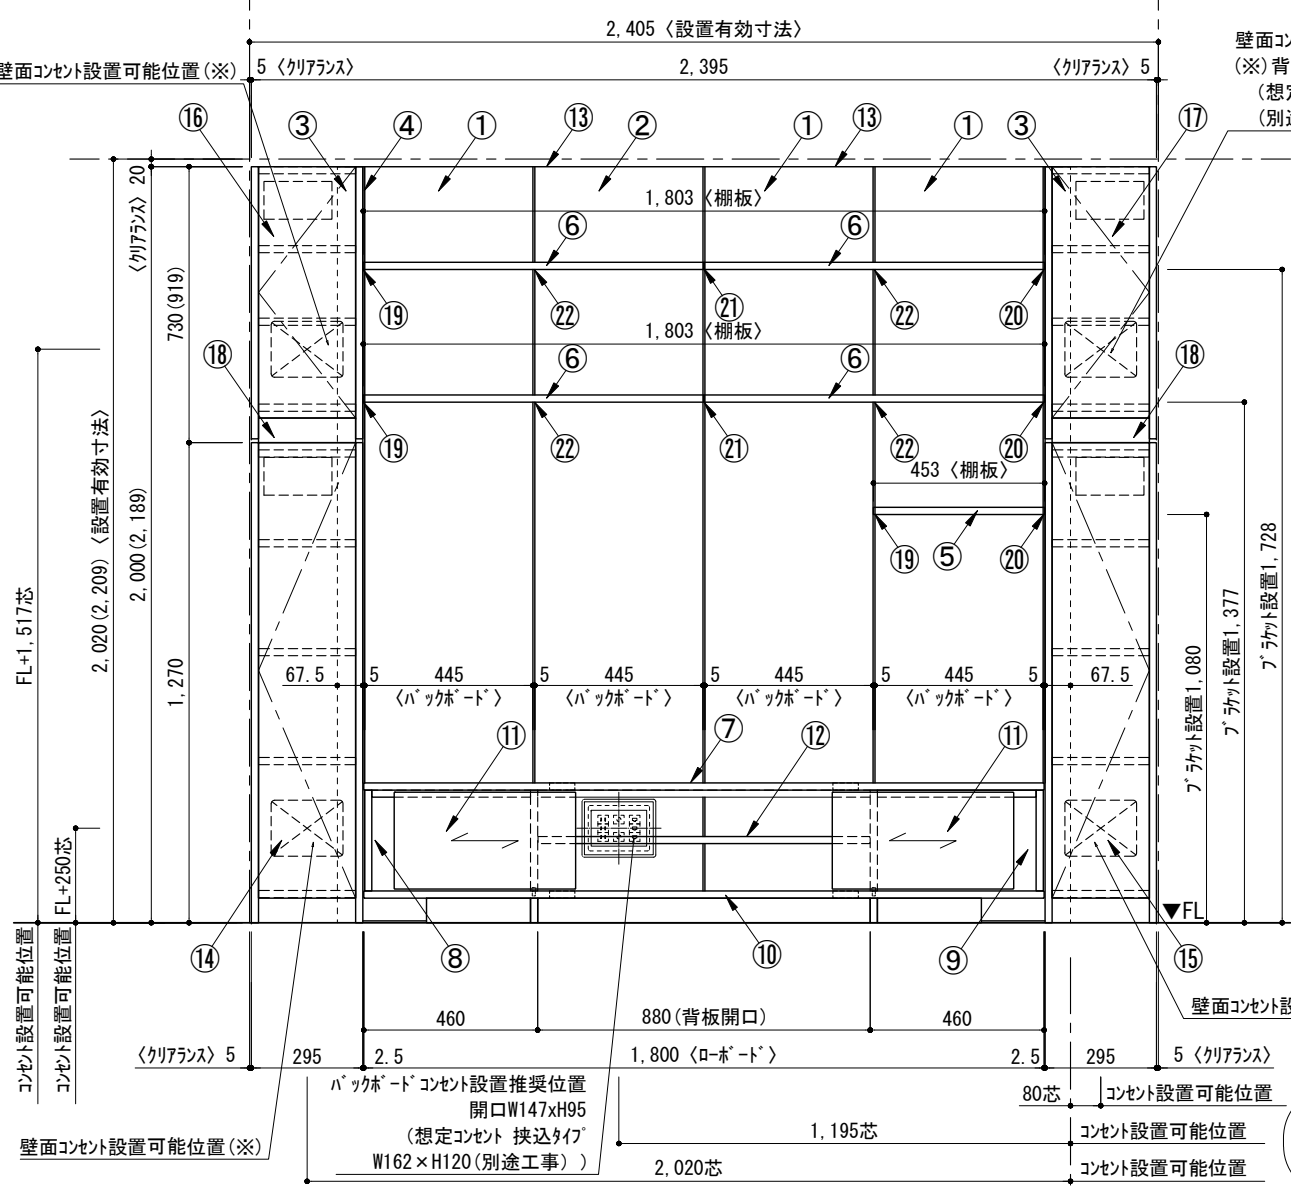 2,405〈設置有効寸法〉
壁面コン
壁面コンセント設置可能位置(※)
5〈クリアランス〉
2,395
〈クリアランス〉5
(※)背
(想定
(別途
⑯
③
④
①
⑬
②
①
⑬
①
③
⑰
〈クリアランス〉20
1,803〈棚板〉
⑥
⑥
730(919)
⑲
㉒
㉑
㉒
⑳
1,803〈棚板〉
⑱
⑥
⑥
⑱
⑲
㉒
㉑
㉒
⑳
453〈棚板〉
⑲
⑤
⑳
FL+1,517芯
2,020(2,209)〈設置有効寸法〉
2,000(2,189)
1,270
ブラケット設置1,080
ブラケット設置1,377
ブラケット設置1,728
67.5
5
445
5
445
5
445
5
445
5
67.5
〈バックボード〉
〈バックボード〉
〈バックボード〉
〈バックボード〉
⑪
⑦
⑫
⑪
FL+250芯
▼FL
コンセント設置可能位置
コンセント設置可能位置
⑭
⑧
⑩
⑨
⑮
壁面コンセント設
460
880(背板開口)
460
〈クリアランス〉5
295
2.5
1,800〈ローボード〉
2.5
295
5〈クリアランス〉
バックボードコンセント設置推奨位置
開口W147xH95
(想定コンセント 挟込タイプ
W162×H120(別途工事))
80芯
コンセント設置可能位置
壁面コンセント設置可能位置(※)
1,195芯
コンセント設置可能位置
2,020芯
コンセント設置可能位置